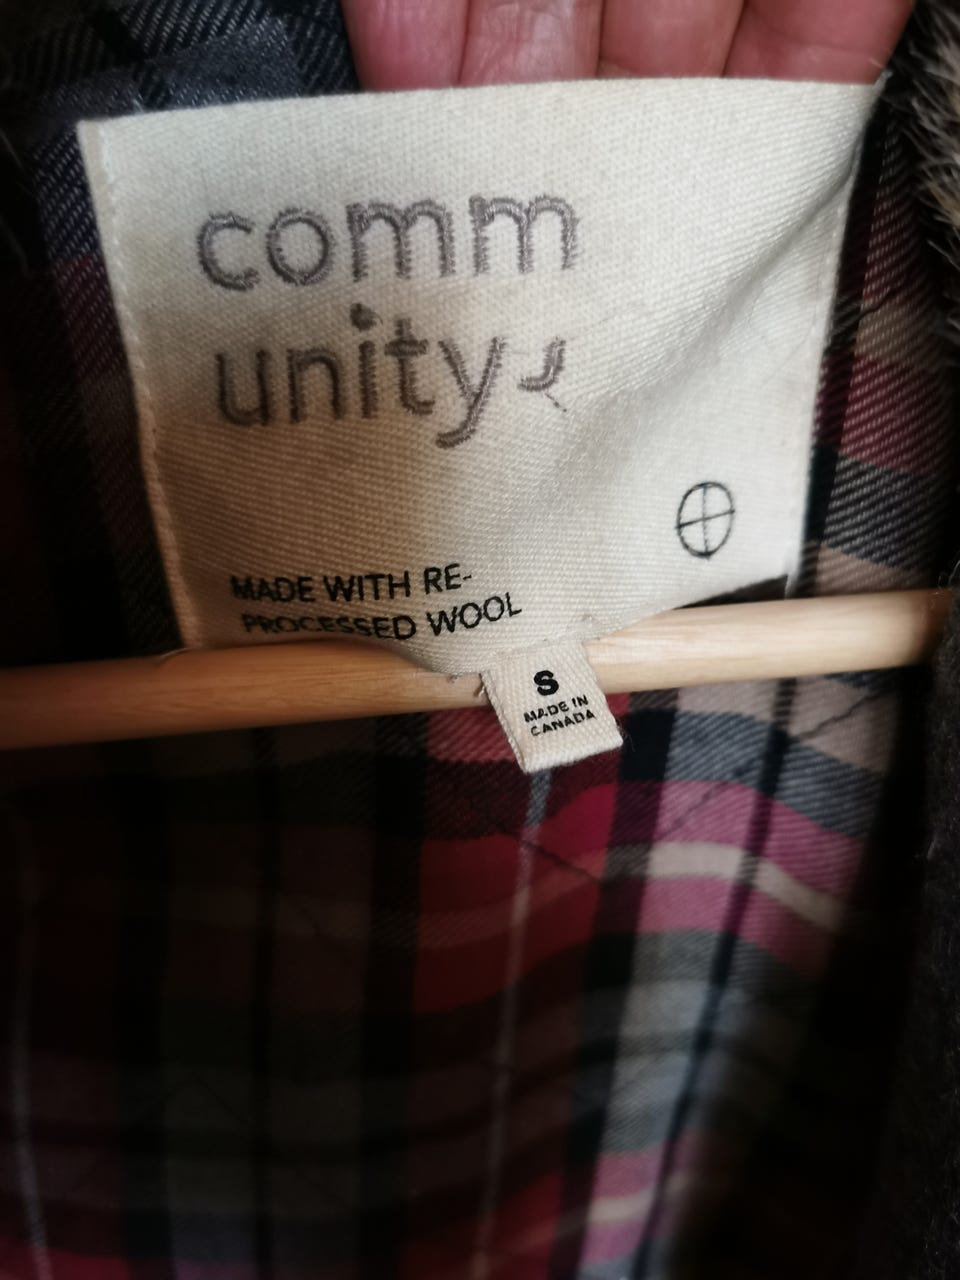 comm
unity
MADE WITH RE-
PROCESSED WOOL
S
MADE IN
CANADA